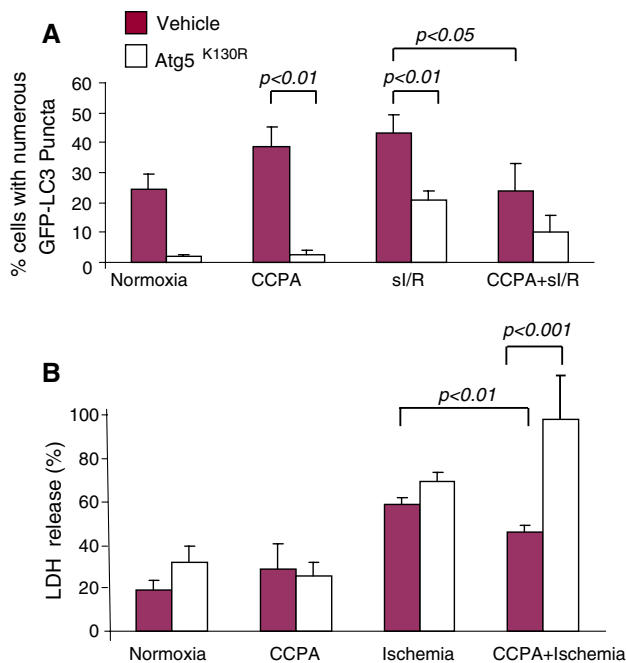 A
Vehicle
Atg5 K130R
p<0.05
p<0.01
p<0.01
% cells with numerous
GFP-LC3 Puncta
60
50
40
30
20
10
0
Normoxia
CCPA
sI/R
CCPA+sI/R
B
p<0.001
p<0.01
LDH release (%)
100
80
60
40
20
0
Normoxia
CCPA
Ischemia
CCPA+Ischemia